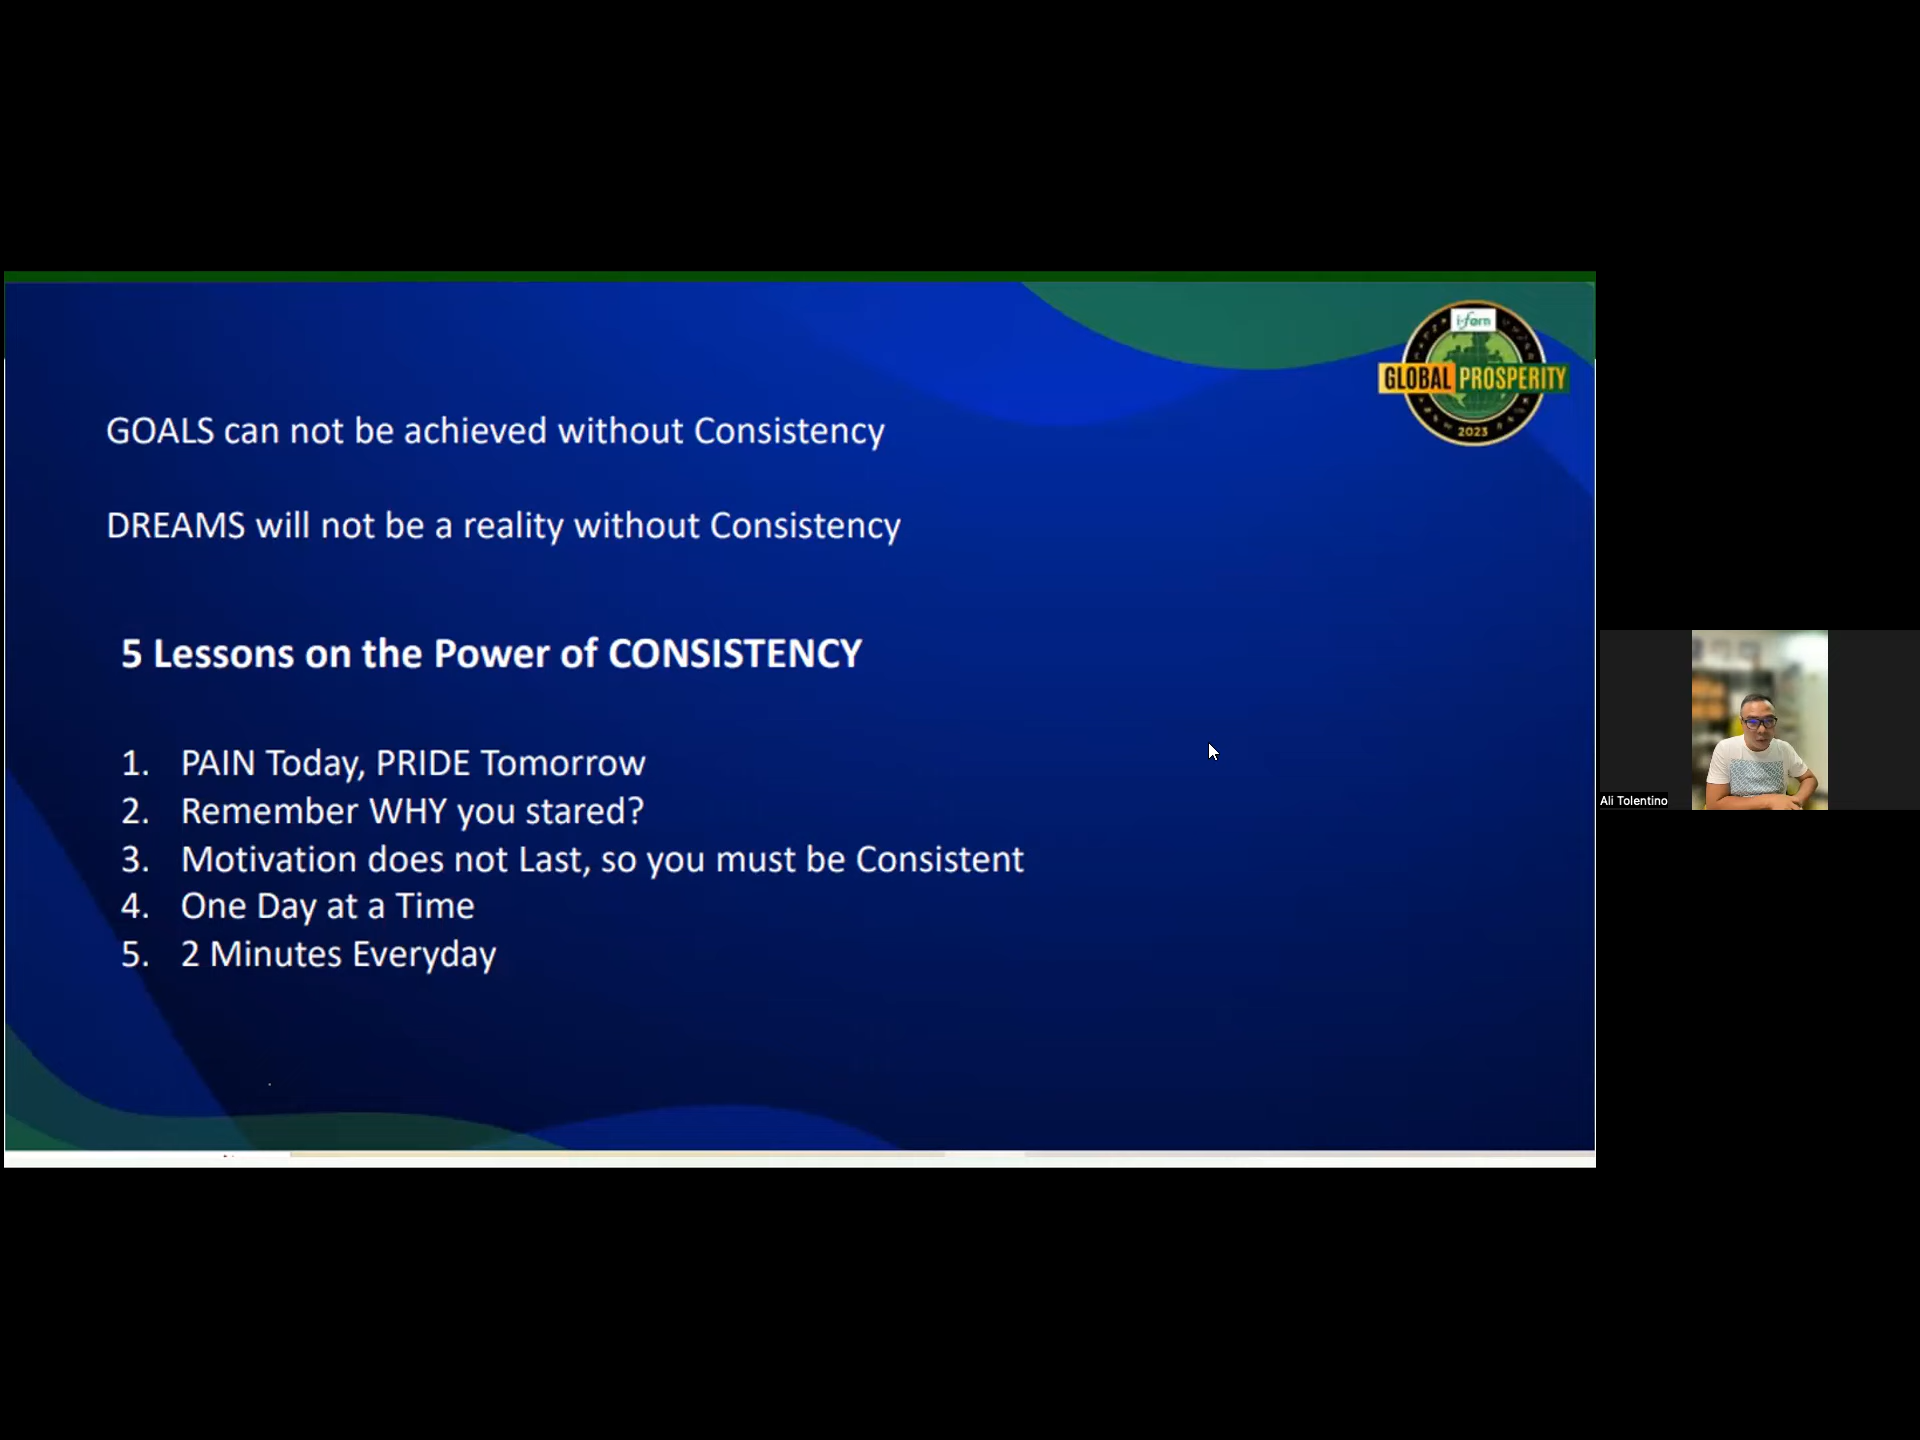 i-fern
GLOBAL PROSPERITY
2023
GOALS can not be achieved without Consistency
DREAMS will not be a reality without Consistency
5 Lessons on the Power of CONSISTENCY
1. PAIN Today, PRIDE Tomorrow
2. Remember WHY you stared?
3. Motivation does not Last, so you must be Consistent
4. One Day at a Time
5. 2 Minutes Everyday
Ali Tolentino